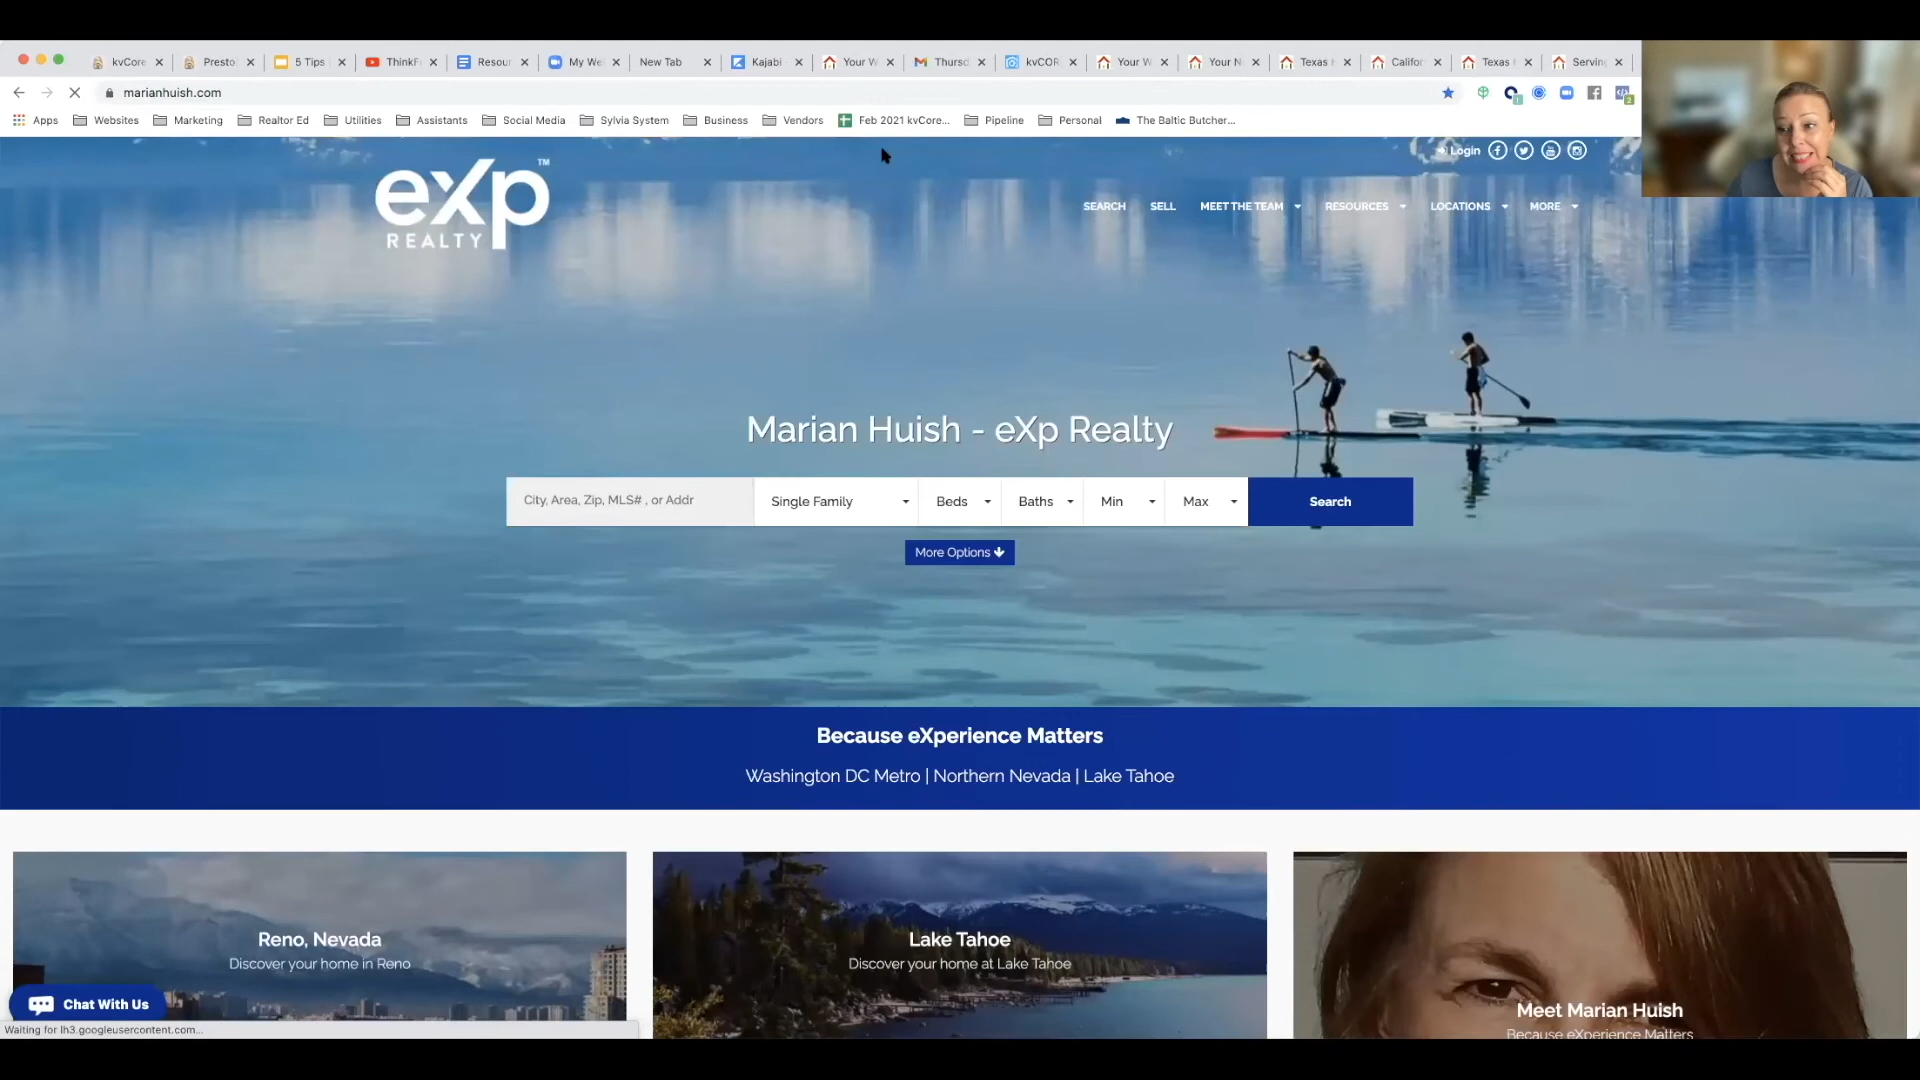 kvCore
Presto
5 Tips
ThinkF
Resour
My We
New Tab
Kajabi
Your W
Thursd
kvCOR
Your W
Your N
Texas
Califor
Texas
Servin
marianhuish.com
Apps
Websites
Marketing
Realtor Ed
Utilities
Assistants
Social Media
Sylvia System
Business
Vendors
Feb 2021 kvCore...
Pipeline
Personal
The Baltic Butcher...
Login
eXp™
REALTY
SEARCH
SELL
MEET THE TEAM
RESOURCES
LOCATIONS
MORE
Marian Huish - eXp Realty
City, Area, Zip, MLS# , or Addr
Single Family
Beds
Baths
Min
Max
Search
More Options
Because eXperience Matters
Washington DC Metro | Northern Nevada | Lake Tahoe
Reno, Nevada
Discover your home in Reno
Lake Tahoe
Discover your home at Lake Tahoe
Meet Marian Huish
Because eXperience Matters
Chat With Us
Waiting for lh3.googleusercontent.com...